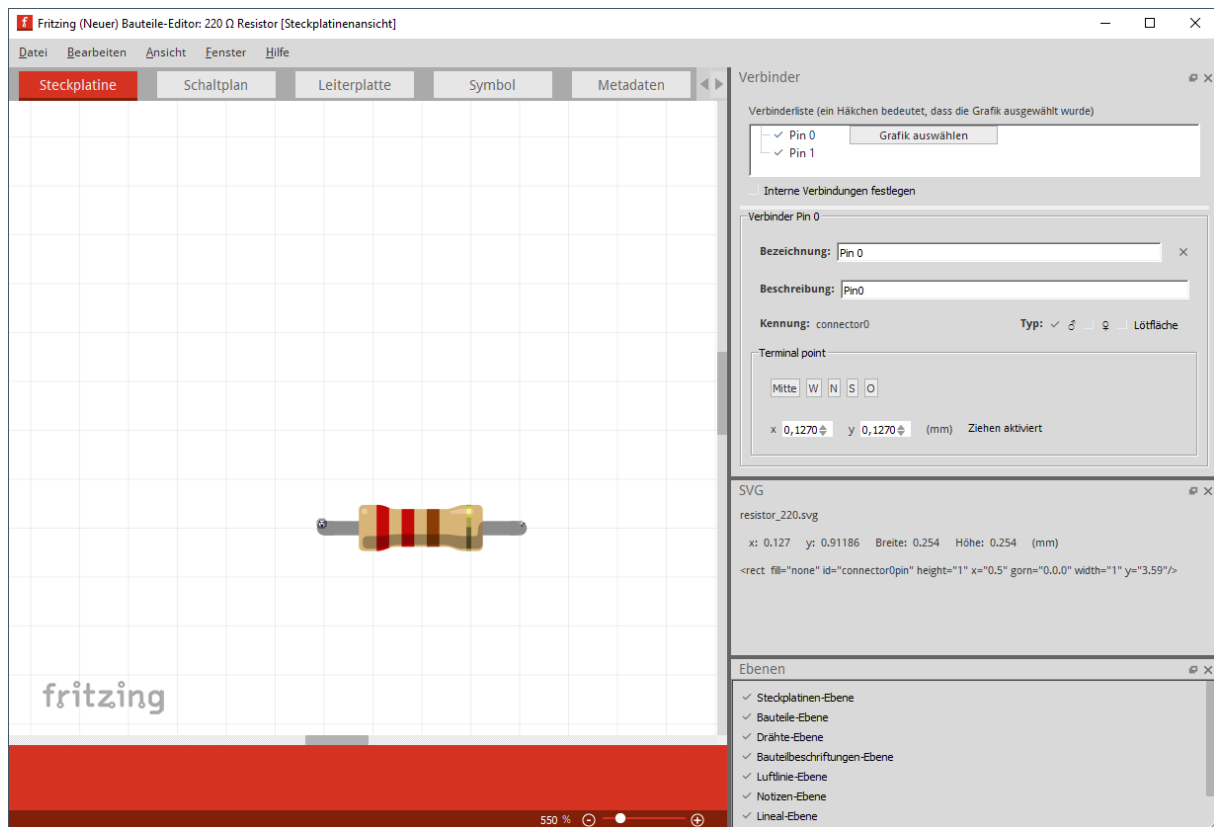 Fritzing (Neuer) Bauteile-Editor: 220 Ω Resistor [Steckplatinenansicht]
Datei Bearbeiten Ansicht Fenster Hilfe
Steckplatine Schaltplan Leiterplatte Symbol Metadaten
fritzing
550 %
Verbinder
Verbinderliste (ein Häkchen bedeutet, dass die Grafik ausgewählt wurde)
Pin 0 Grafik auswählen
Pin 1
Interne Verbindungen festlegen
Verbinder Pin 0
Bezeichnung: Pin 0
Beschreibung: Pin0
Kennung: connector0 Typ: ♂ ♀ Lötfläche
Terminal point
Mitte W N S O
x 0,1270 y 0,1270 (mm) Ziehen aktiviert
SVG
resistor_220.svg
x: 0.127 y: 0.91186 Breite: 0.254 Höhe: 0.254 (mm)
<rect fill="none" id="connector0pin" height="1" x="0.5" gorn="0.0.0" width="1" y="3.59"/>
Ebenen
Steckplatinen-Ebene
Bauteile-Ebene
Drähte-Ebene
Bauteilbeschriftungen-Ebene
Luftlinie-Ebene
Notizen-Ebene
Lineal-Ebene